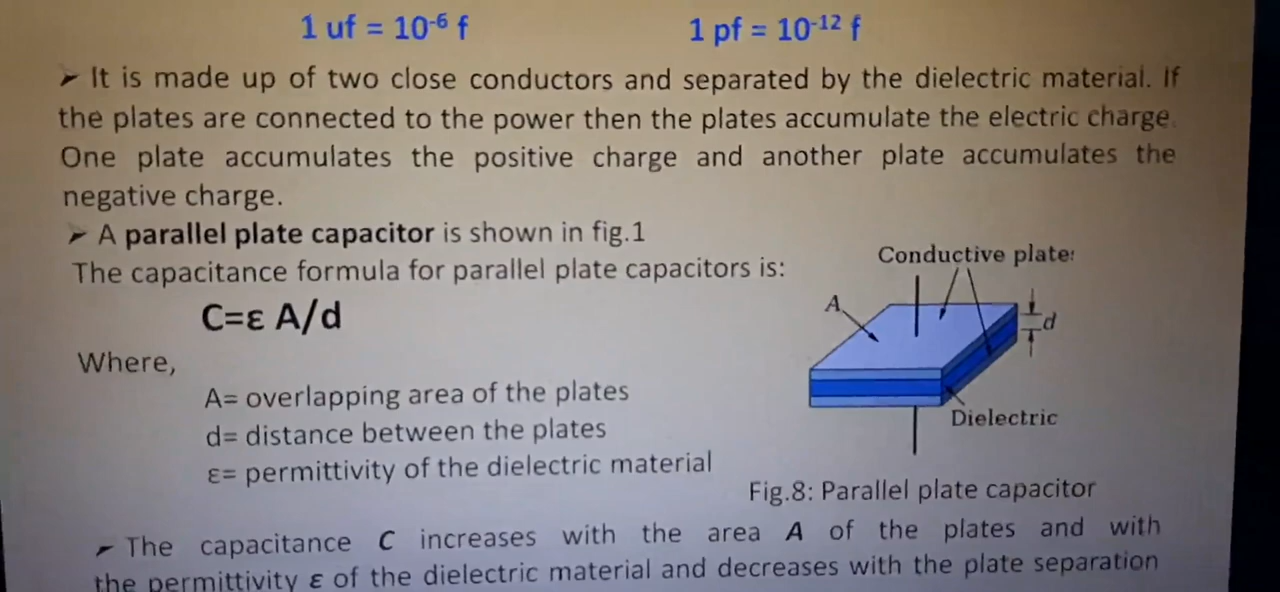 1 uf = 10⁻⁶ f
1 pf = 10⁻¹² f
➤ It is made up of two close conductors and separated by the dielectric material. If
the plates are connected to the power then the plates accumulate the electric charge.
One plate accumulates the positive charge and another plate accumulates the
negative charge.
➤ A parallel plate capacitor is shown in fig.1
The capacitance formula for parallel plate capacitors is:
C=ε A/d
Where,
A= overlapping area of the plates
d= distance between the plates
ε= permittivity of the dielectric material
Conductive plates
A
d
Dielectric
Fig.8: Parallel plate capacitor
➤ The capacitance C increases with the area A of the plates and with
the permittivity ε of the dielectric material and decreases with the plate separation